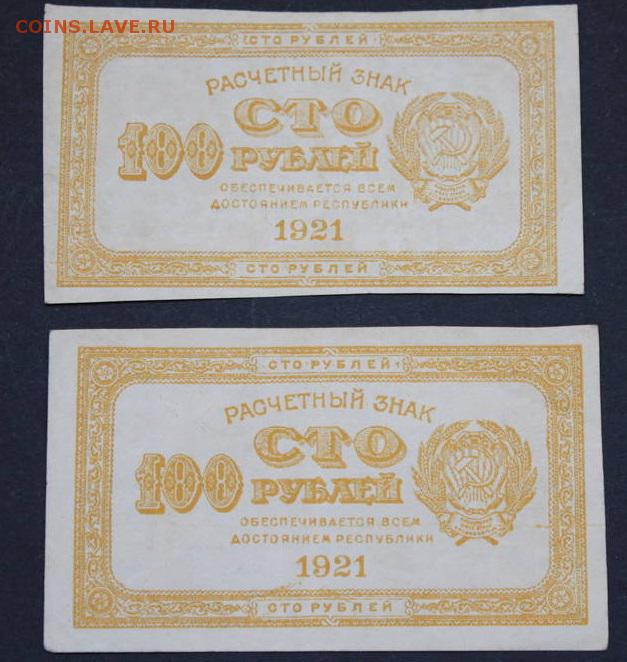 COINS.LAVE.RU
СТО РУБЛЕЙ
РАСЧЕТНЫЙ ЗНАК
СТО
100 РУБЛЕЙ
ОБЕСПЕЧИВАЕТСЯ ВСЕМ
ДОСТОЯНИЕМ РЕСПУБЛИКИ
1921
СТО РУБЛЕЙ
СТО РУБЛЕЙ
РАСЧЕТНЫЙ ЗНАК
СТО
100 РУБЛЕЙ
ОБЕСПЕЧИВАЕТСЯ ВСЕМ
ДОСТОЯНИЕМ РЕСПУБЛИКИ
1921
СТО РУБЛЕЙ